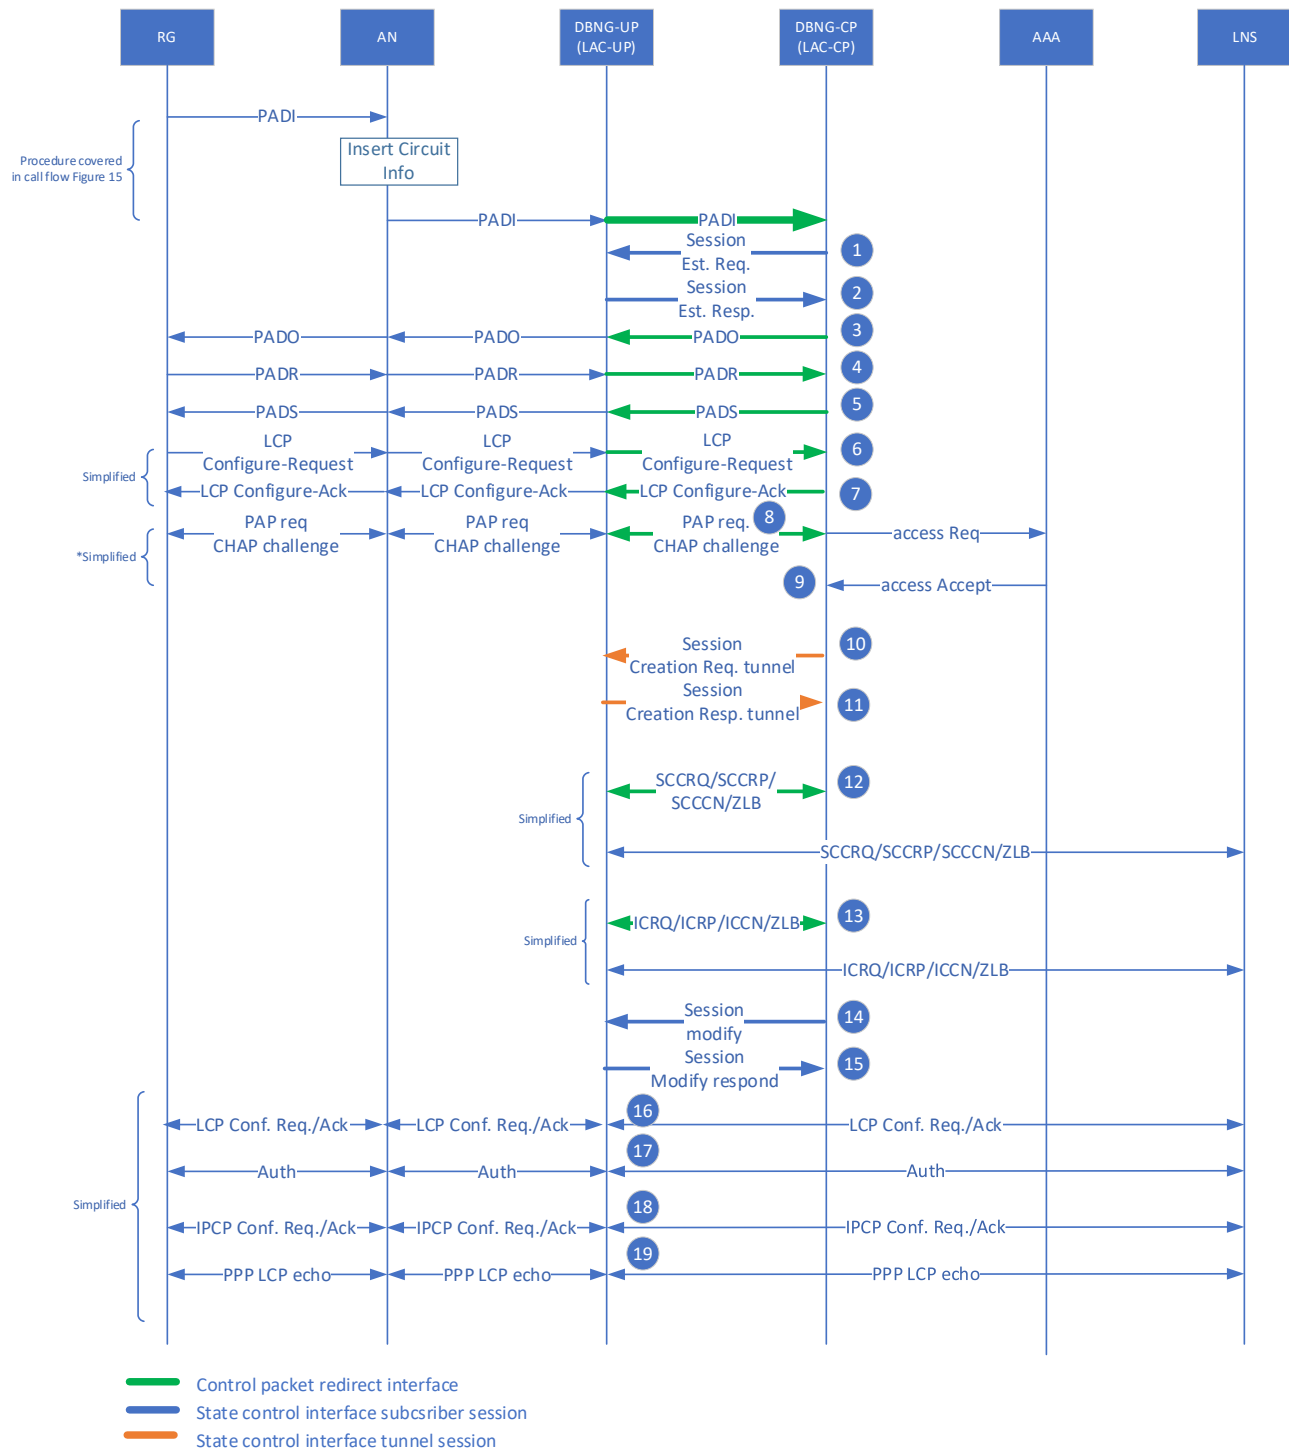 RG
AN
DBNG-UP
(LAC-UP)
DBNG-CP
(LAC-CP)
AAA
LNS
PADI
Procedure covered
in call flow Figure 15
Insert Circuit
Info
PADI
PADI
Session
Est. Req.
1
Session
Est. Resp.
2
PADO
PADO
PADO
3
PADR
PADR
PADR
4
PADS
PADS
PADS
5
Simplified
LCP
Configure-Request
LCP
Configure-Request
LCP
Configure-Request
6
LCP Configure-Ack
LCP Configure-Ack
LCP Configure-Ack
7
*Simplified
PAP req
CHAP challenge
PAP req
CHAP challenge
PAP req.
CHAP challenge
8
access Req
9
access Accept
Session
Creation Req. tunnel
10
Session
Creation Resp. tunnel
11
Simplified
SCCRQ/SCCRP/
SCCCN/ZLB
12
SCCRQ/SCCRP/SCCCN/ZLB
Simplified
ICRQ/ICRP/ICCN/ZLB
13
ICRQ/ICRP/ICCN/ZLB
Session
modify
14
Session
Modify respond
15
Simplified
16
LCP Conf. Req./Ack
LCP Conf. Req./Ack
LCP Conf. Req./Ack
17
Auth
Auth
Auth
18
IPCP Conf. Req./Ack
IPCP Conf. Req./Ack
IPCP Conf. Req./Ack
19
PPP LCP echo
PPP LCP echo
PPP LCP echo
Control packet redirect interface
State control interface subcsriber session
State control interface tunnel session